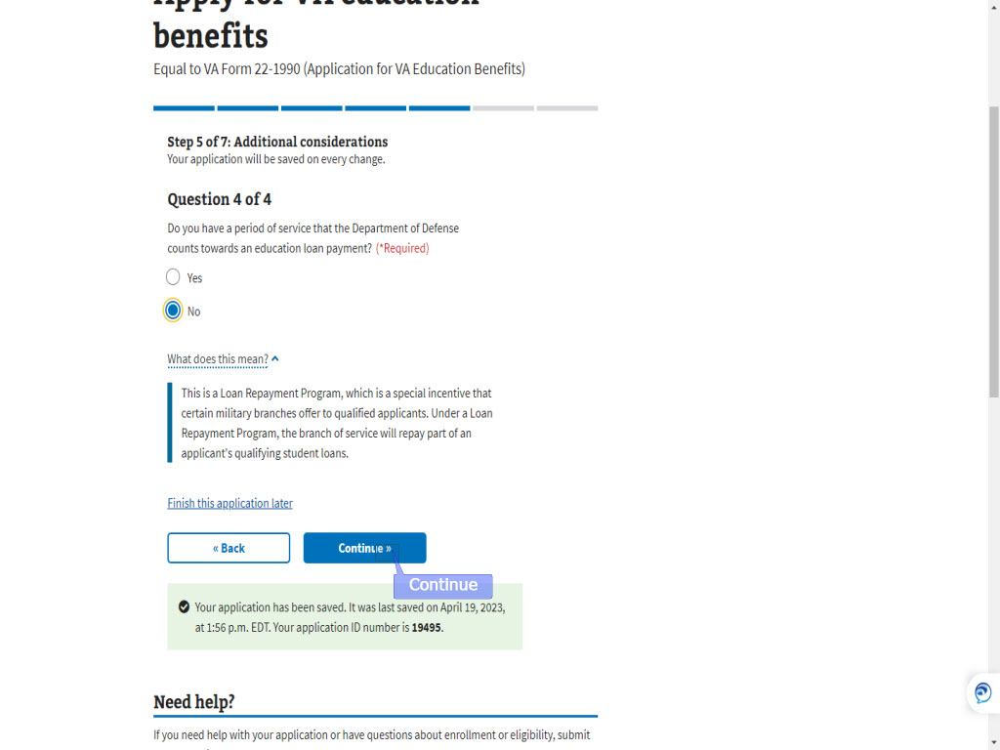 Apply for VA education
benefits
Equal to VA Form 22-1990 (Application for VA Education Benefits)
Step 5 of 7: Additional considerations
Your application will be saved on every change.
Question 4 of 4
Do you have a period of service that the Department of Defense
counts towards an education loan payment? (*Required)
Yes
No
What does this mean?
This is a Loan Repayment Program, which is a special incentive that
certain military branches offer to qualified applicants. Under a Loan
Repayment Program, the branch of service will repay part of an
applicant's qualifying student loans.
Finish this application later
« Back
Continue »
Continue
Your application has been saved. It was last saved on April 19, 2023,
at 1:56 p.m. EDT. Your application ID number is 19495.
Need help?
If you need help with your application or have questions about enrollment or eligibility, submit